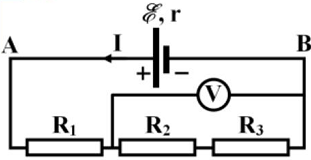 ℰ, r
A I B
+ −
V
R₁ R₂ R₃